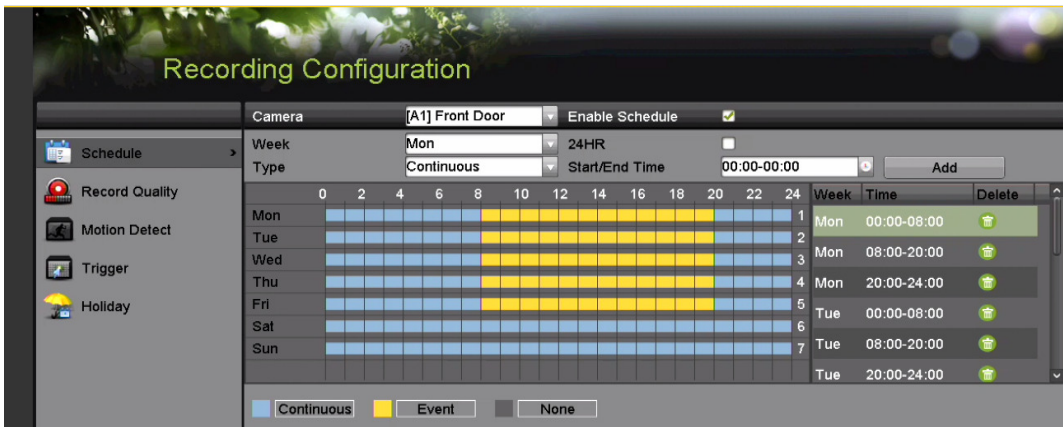 Recording Configuration
Camera [A1] Front Door Enable Schedule
Week Mon 24HR
Type Continuous Start/End Time 00:00-00:00 Add
Schedule >
Record Quality
Motion Detect
Trigger
Holiday
0 2 4 6 8 10 12 14 16 18 20 22 24
Mon 1
Tue 2
Wed 3
Thu 4
Fri 5
Sat 6
Sun 7
Week Time Delete
Mon 00:00-08:00
Mon 08:00-20:00
Mon 20:00-24:00
Tue 00:00-08:00
Tue 08:00-20:00
Tue 20:00-24:00
Continuous Event None